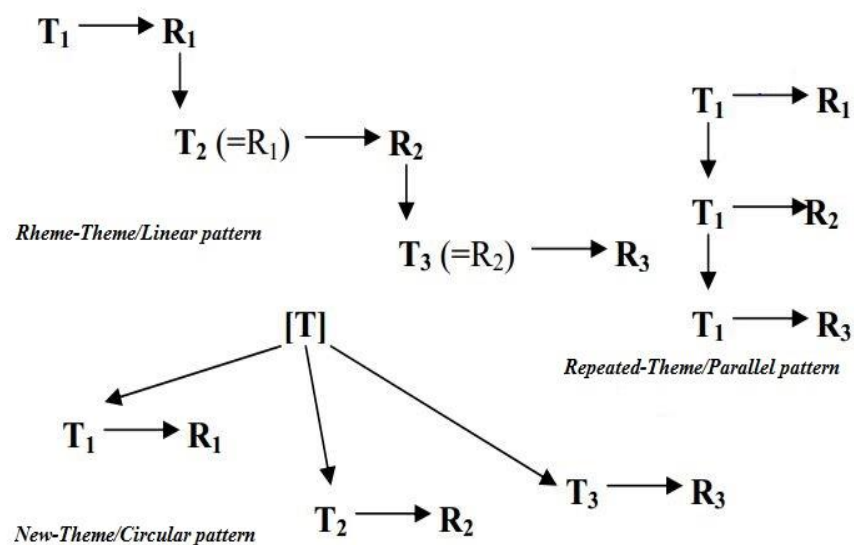 T₁ R₁
T₂ (=R₁) R₂
T₃ (=R₂) R₃
Rheme-Theme/Linear pattern
T₁ R₁
T₁ R₂
T₁ R₃
Repeated-Theme/Parallel pattern
[T]
T₁ R₁
T₂ R₂
T₃ R₃
New-Theme/Circular pattern